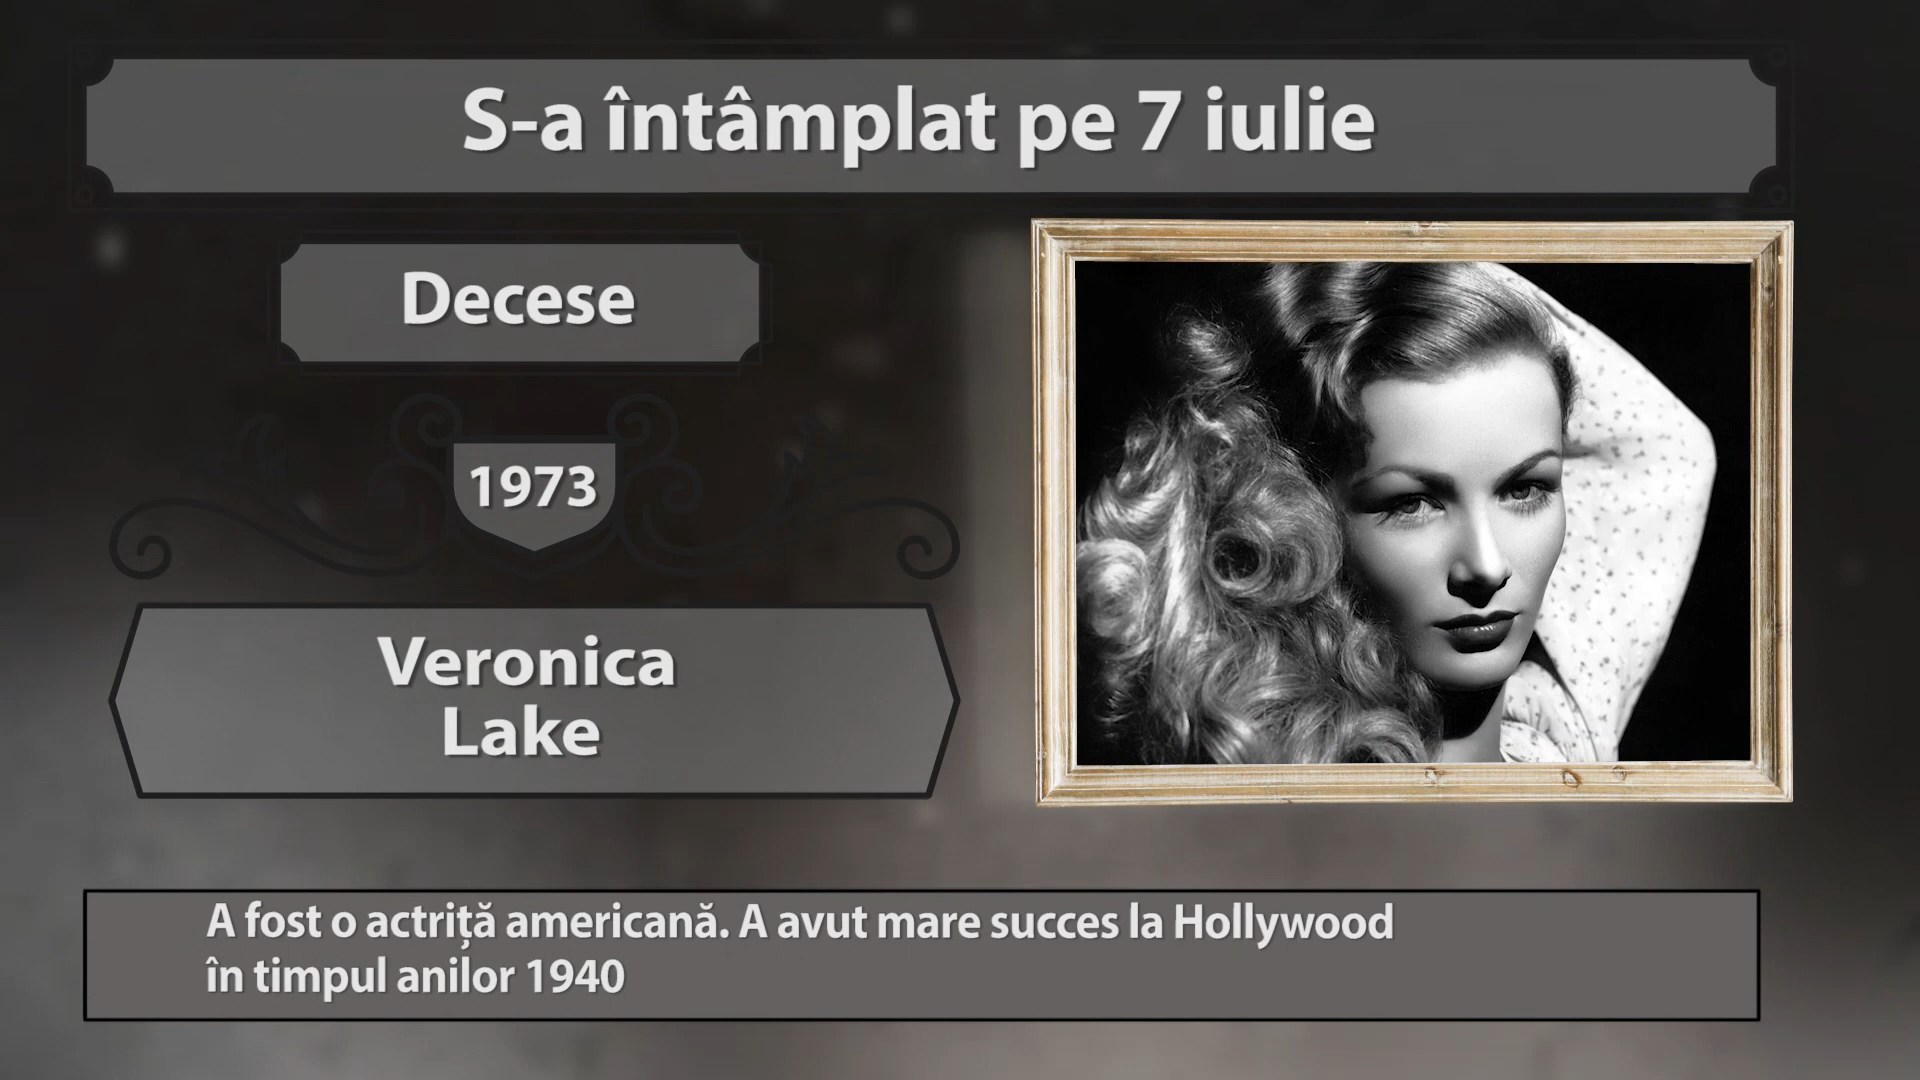 S-a întâmplat pe 7 iulie
Decese
1973
Veronica
Lake
A fost o actriță americană. A avut mare succes la Hollywood
în timpul anilor 1940